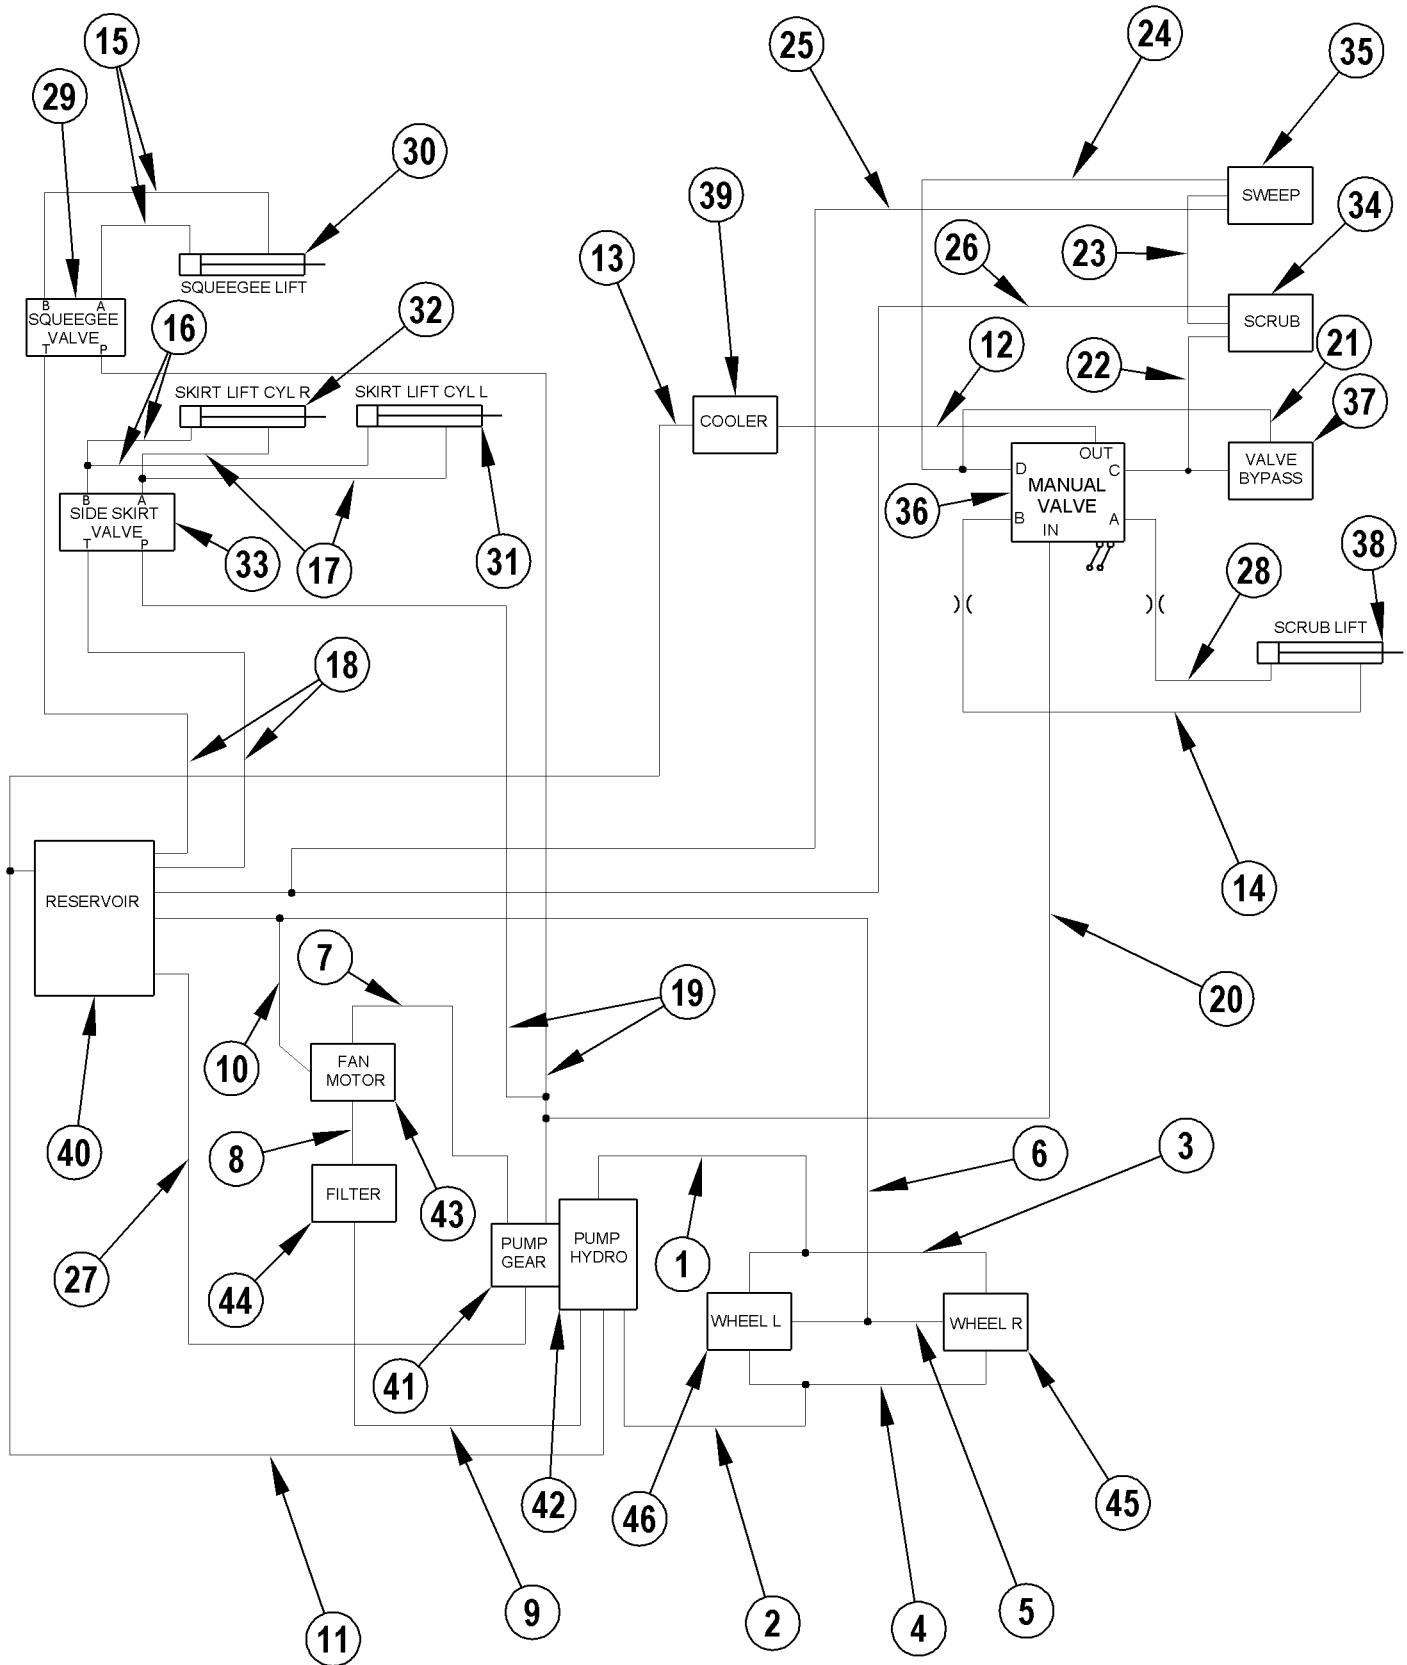 15
24
25
35
29
30
39
34
SWEEP
23
26
13
SQUEEGEE LIFT
B A
SQUEEGEE
VALVE
T P
16
32
SCRUB
12
21
22
37
SKIRT LIFT CYL R
SKIRT LIFT CYL L
COOLER
OUT
D C
MANUAL
VALVE
B A
IN
VALVE
BYPASS
36
B A
SIDE SKIRT
VALVE
T P
33
17
31
28
38
)( )(
SCRUB LIFT
18
14
RESERVOIR
7
19
20
10
FAN
MOTOR
40
8
6
3
FILTER
43
27
44
PUMP
GEAR
PUMP
HYDRO
1
WHEEL L
WHEEL R
41
42
46
45
9
2
4
5
11